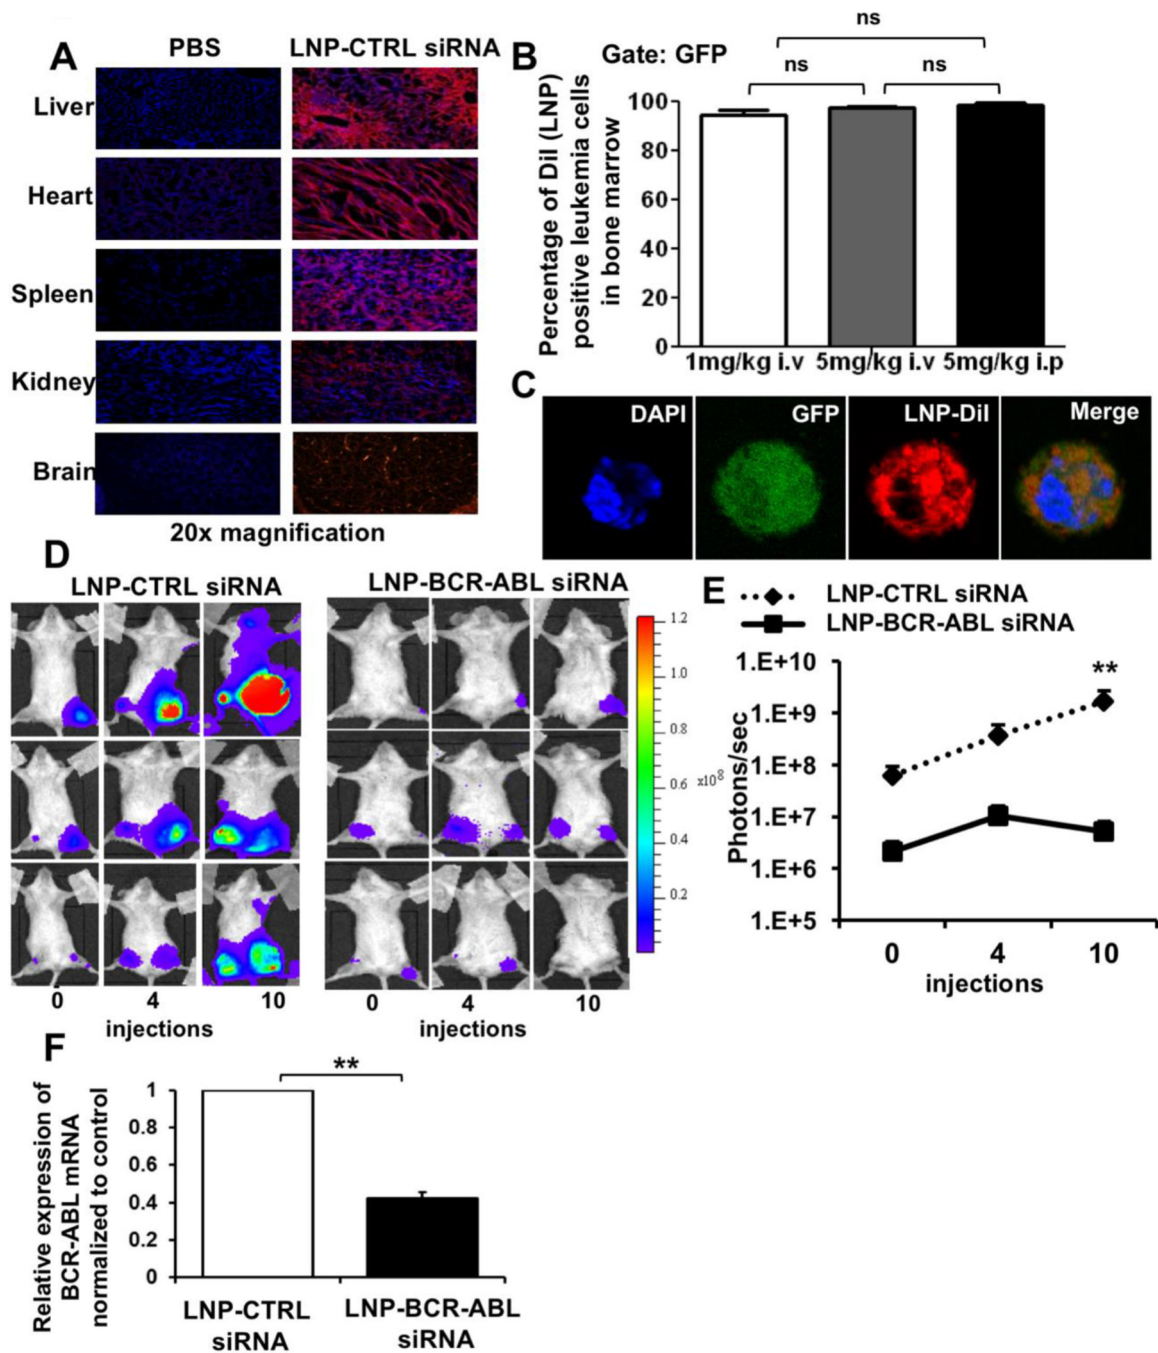 A
PBS
LNP-CTRL siRNA
Liver
Heart
Spleen
Kidney
Brain
20x magnification
B
Gate: GFP
ns
ns
ns
Percentage of Dil (LNP)
positive leukemia cells
in bone marrow
100
80
60
40
20
0
1mg/kg i.v
5mg/kg i.v
5mg/kg i.p
C
DAPI
GFP
LNP-Dil
Merge
D
LNP-CTRL siRNA
LNP-BCR-ABL siRNA
1.2
1.0
0.8
0.6
x10⁸
0.4
0.2
0
4
10
injections
0
4
10
injections
E
LNP-CTRL siRNA
LNP-BCR-ABL siRNA
Photons/sec
1.E+10
1.E+9
1.E+8
1.E+7
1.E+6
1.E+5
**
0
4
10
injections
F
Relative expression of
BCR-ABL mRNA
normalized to control
**
1
0.8
0.6
0.4
0.2
0
LNP-CTRL
siRNA
LNP-BCR-ABL
siRNA